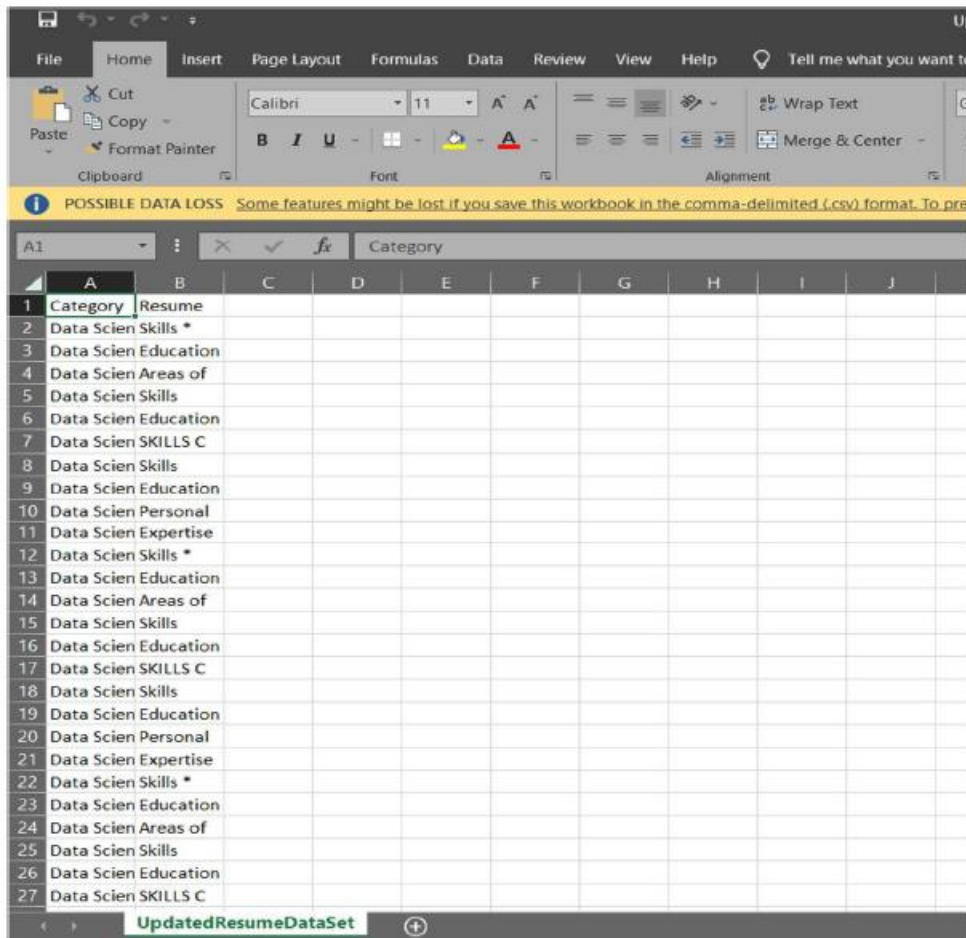 U
File Home Insert Page Layout Formulas Data Review View Help Tell me what you want to
Paste
Cut
Copy
Format Painter
Clipboard
Calibri 11 A A
B I U A
Font
Wrap Text
Merge & Center
Alignment
POSSIBLE DATA LOSS Some features might be lost if you save this workbook in the comma-delimited (.csv) format. To pre
A1 fx Category
A B C D E F G H I J
1 Category Resume
2 Data Scien Skills *
3 Data Scien Education
4 Data Scien Areas of
5 Data Scien Skills
6 Data Scien Education
7 Data Scien SKILLS C
8 Data Scien Skills
9 Data Scien Education
10 Data Scien Personal
11 Data Scien Expertise
12 Data Scien Skills *
13 Data Scien Education
14 Data Scien Areas of
15 Data Scien Skills
16 Data Scien Education
17 Data Scien SKILLS C
18 Data Scien Skills
19 Data Scien Education
20 Data Scien Personal
21 Data Scien Expertise
22 Data Scien Skills *
23 Data Scien Education
24 Data Scien Areas of
25 Data Scien Skills
26 Data Scien Education
27 Data Scien SKILLS C
UpdatedResumeDataSet